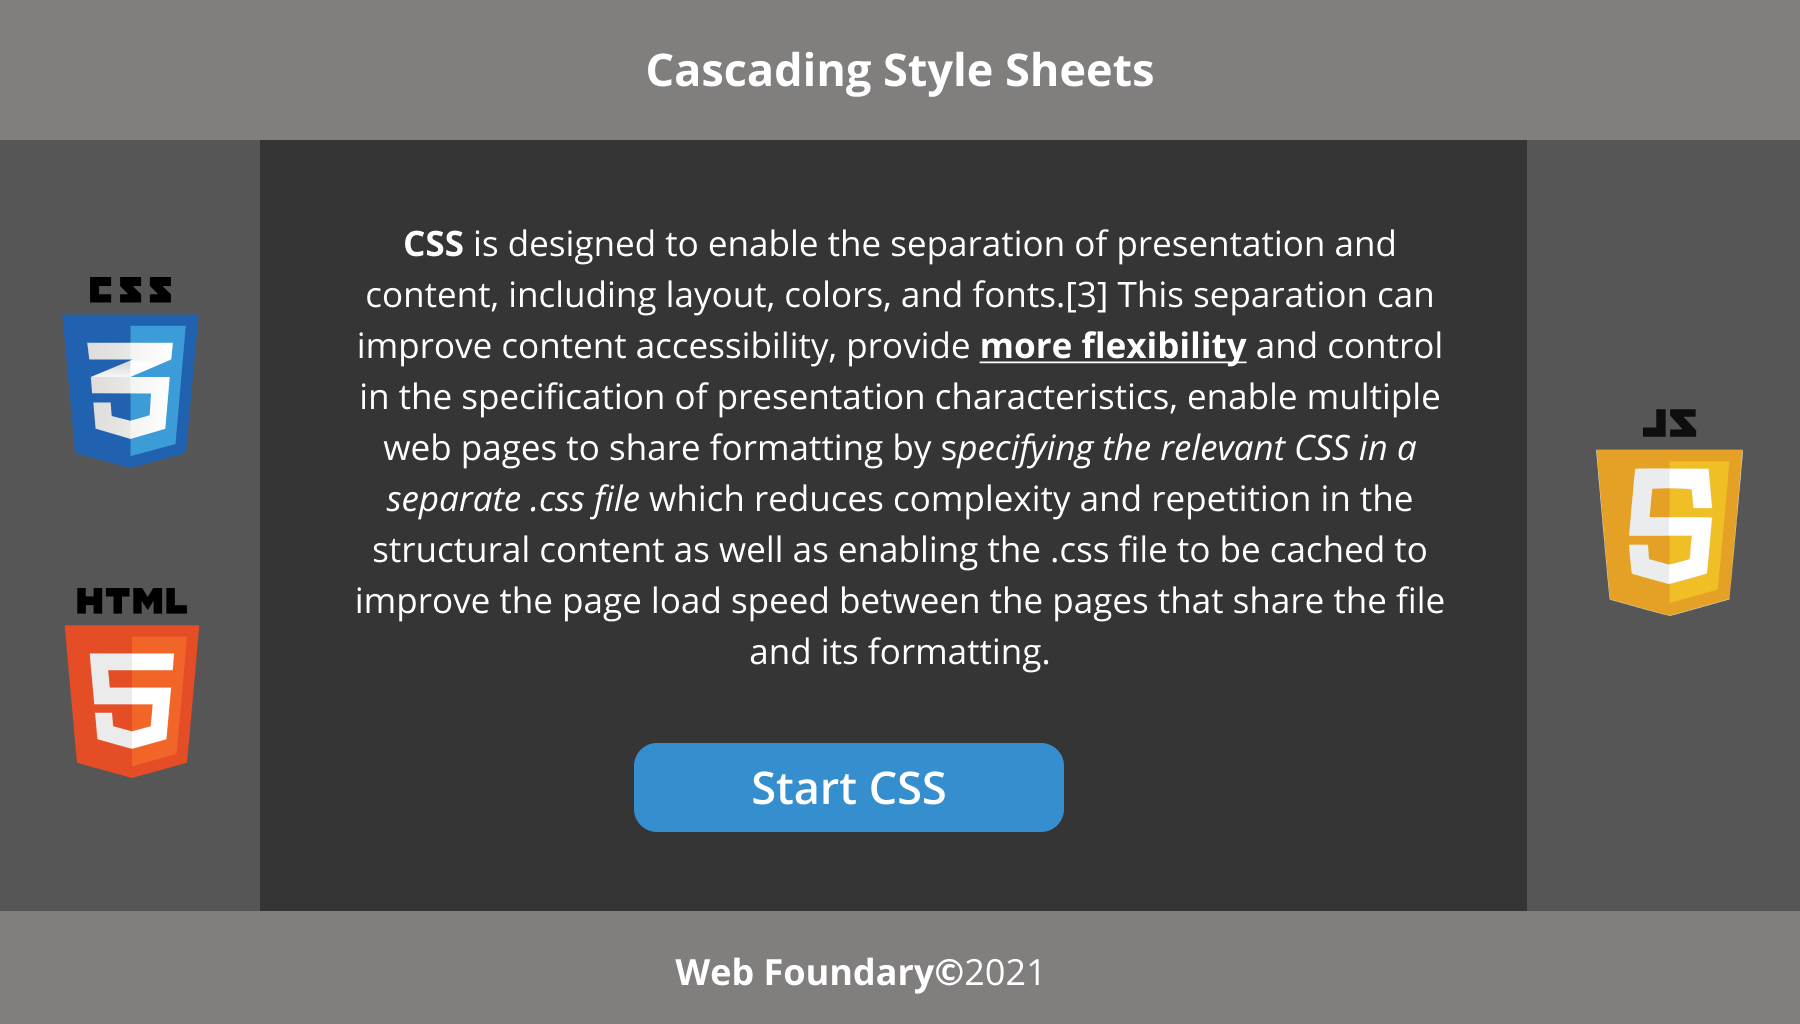 Cascading Style Sheets
CSS
HTML
CSS is designed to enable the separation of presentation and
content, including layout, colors, and fonts.[3] This separation can
improve content accessibility, provide more flexibility and control
in the specification of presentation characteristics, enable multiple
web pages to share formatting by specifying the relevant CSS in a
separate .css file which reduces complexity and repetition in the
structural content as well as enabling the .css file to be cached to
improve the page load speed between the pages that share the file
and its formatting.
Start CSS
JS
Web Foundary©2021